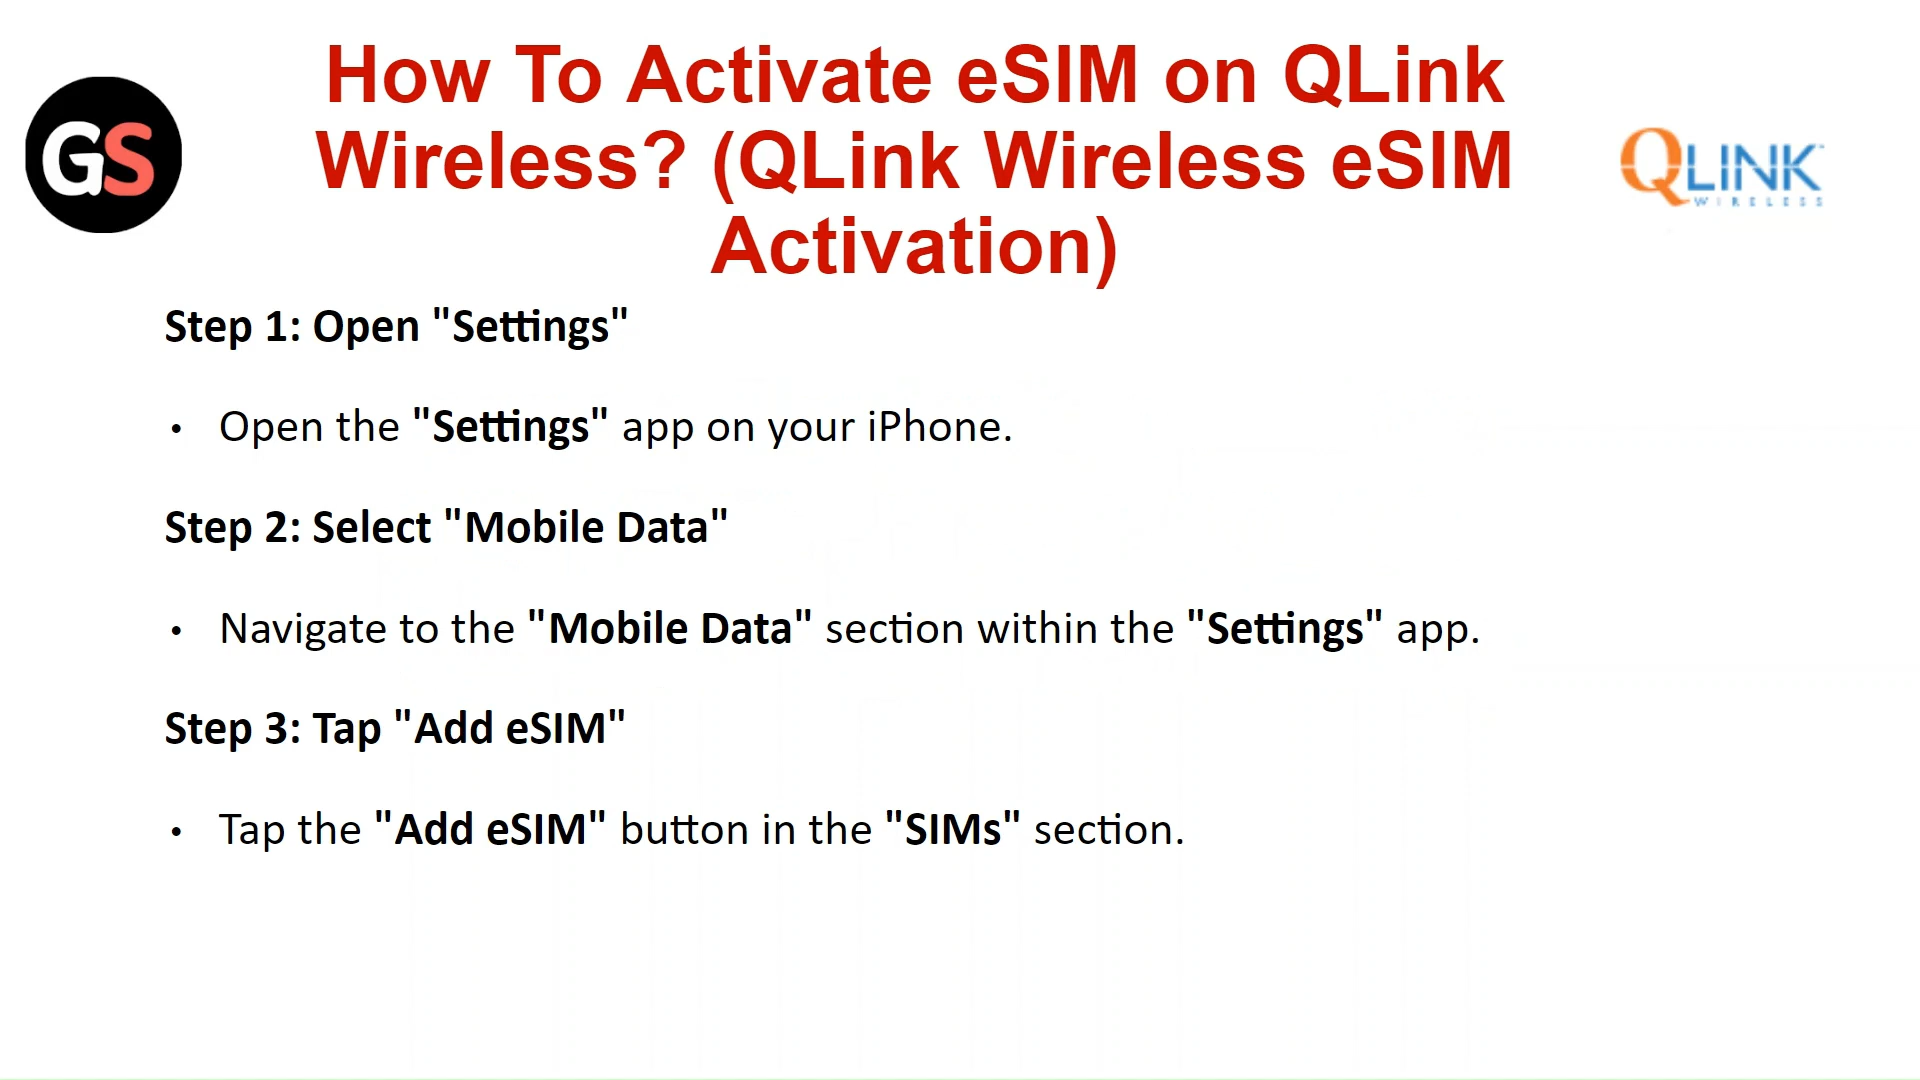 How To Activate eSIM on QLink
Wireless? (QLink Wireless eSIM
Activation)
GS
QLINK
WIRELESS
Step 1: Open "Settings"
• Open the "Settings" app on your iPhone.
Step 2: Select "Mobile Data"
• Navigate to the "Mobile Data" section within the "Settings" app.
Step 3: Tap "Add eSIM"
• Tap the "Add eSIM" button in the "SIMs" section.